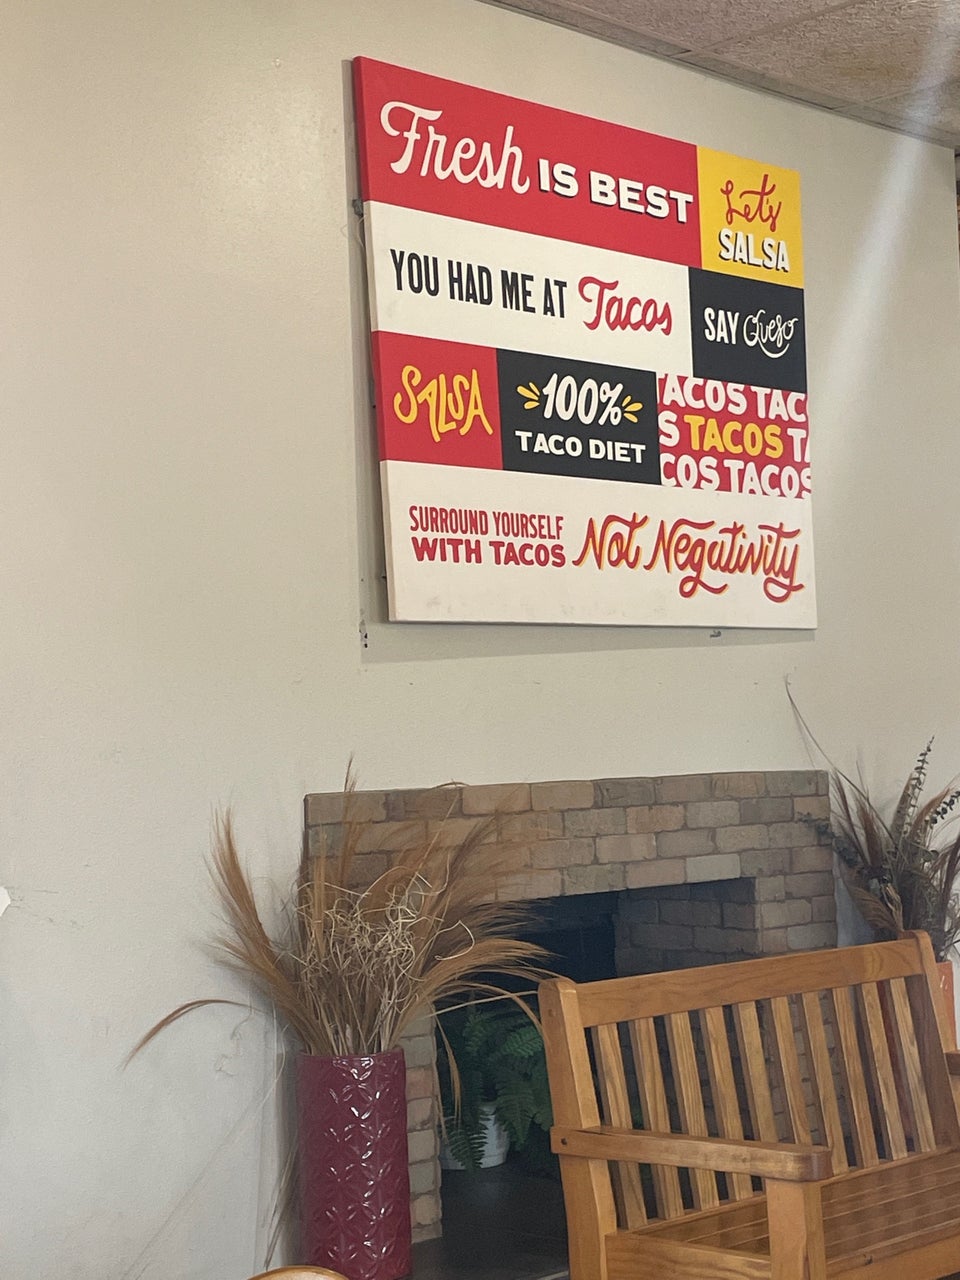 Fresh IS BEST
Let's
SALSA
YOU HAD ME AT Tacos
SAY Queso
SALSA
100%
TACO DIET
TACOS TAC
S TACOS TA
COS TACOS
SURROUND YOURSELF
WITH TACOS Not Negativity